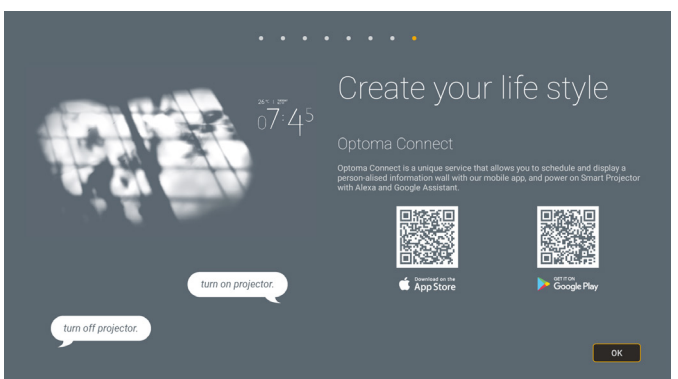 Create your life style
26°C | 29
07:45
Optoma Connect
Optoma Connect is a unique service that allows you to schedule and display a
person-alised information wall with our mobile app, and power on Smart Projector
with Alexa and Google Assistant.
Download on the
App Store
GET IT ON
Google Play
turn on projector.
turn off projector.
OK